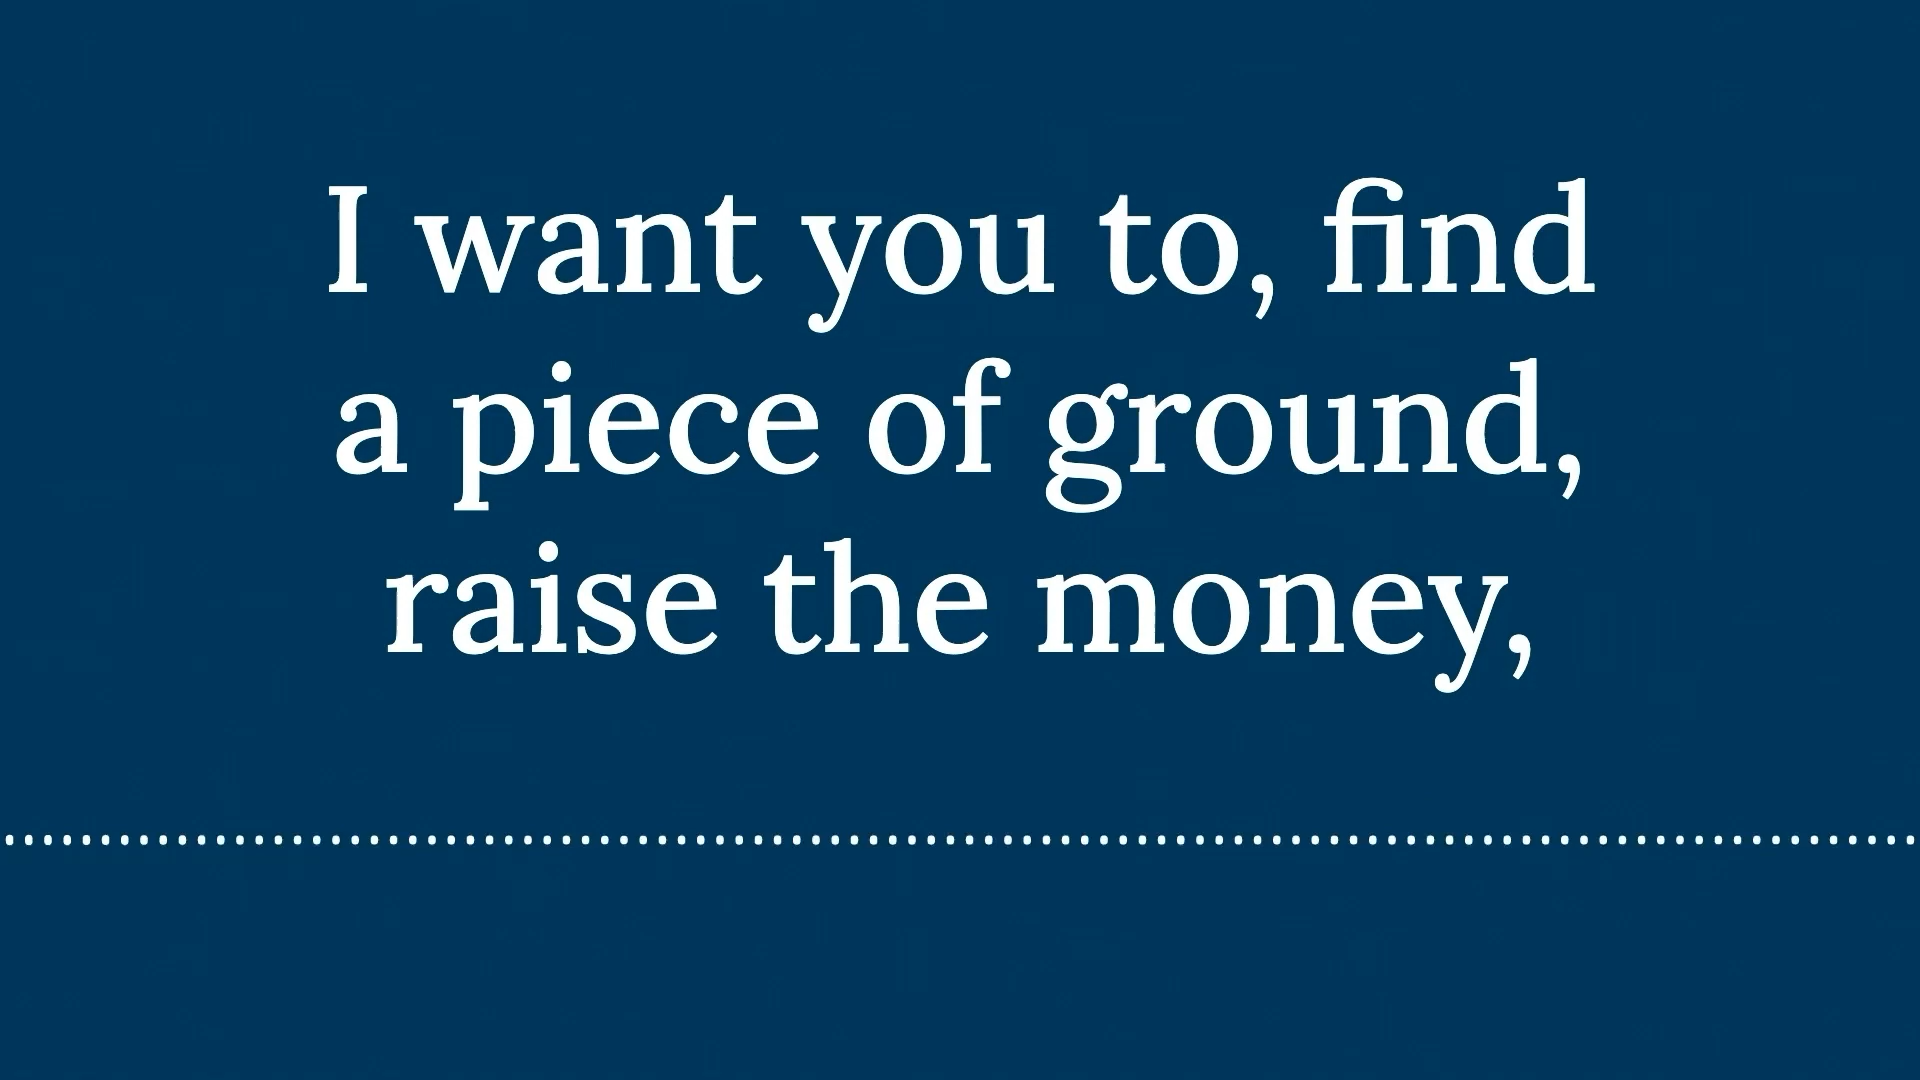 I want you to, find
a piece of ground,
raise the money,